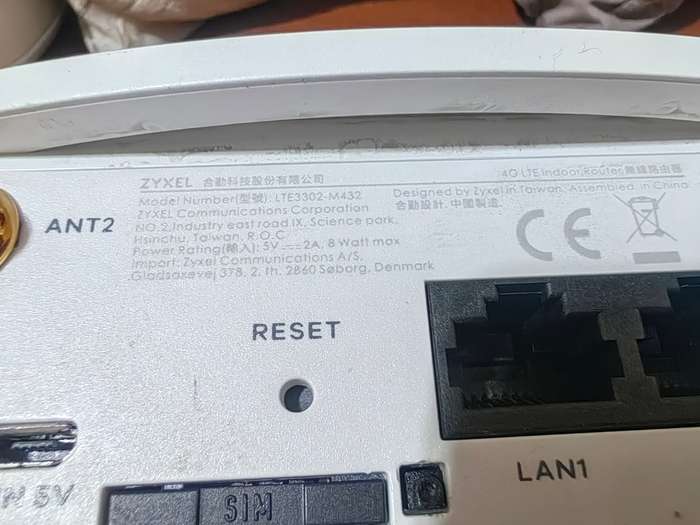 ZYXEL 合勤科技股份有限公司
Model Number(型號): LTE3302-M432
ZYXEL Communications Corporation
NO.2,Industry east road IX, Science park,
Hsinchu, Taiwan, R.O.C
Power Rating(輸入): 5V⎓2A, 8 Watt max
Import: Zyxel Communications A/S.
Gladsaxevej 378, 2. th. 2860 Søborg, Denmark
4G LTE Indoor Router 無線路由器
Designed by Zyxel in Taiwan. Assembled in China
合勤設計. 中國製造.
CE
ANT2
RESET
LAN1
5V
SIM